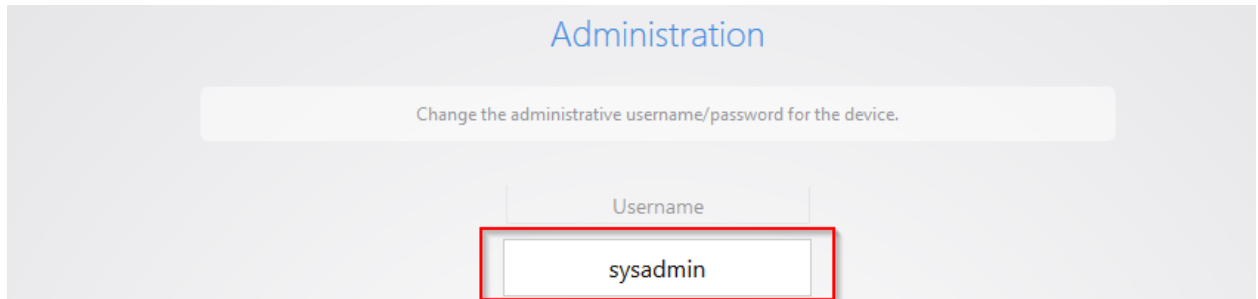 Administration
Change the administrative username/password for the device.
Username
sysadmin